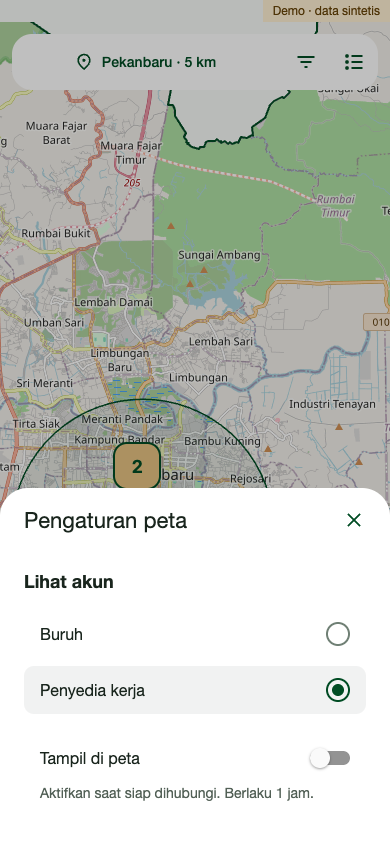 Demo · data sintetis
Pekanbaru · 5 km
Muara Fajar
Barat
Muara Fajar
Timur
205
Rumbai
Timur
Rumbai Bukit
Sungai Ambang
Lembah Damai
Umban Sari
010
Lembah Sari
Limbungan
Baru
Sri Meranti
Limbungan
Industri Tenayan
Tirta Siak
Meranti Pandak
Kampung Bandar
Bambu Kuning
2
baru
Rejosari
Pengaturan peta
Lihat akun
Buruh
Penyedia kerja
Tampil di peta
Aktifkan saat siap dihubungi. Berlaku 1 jam.